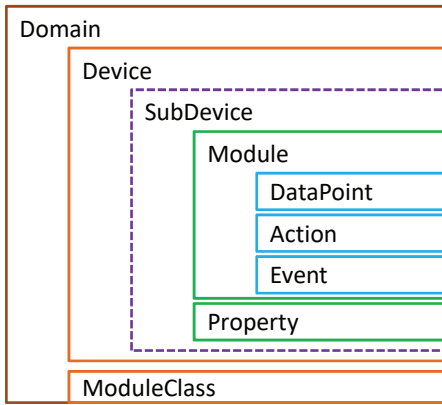 Domain
Device
SubDevice
Module
DataPoint
Action
Event
Property
ModuleClass